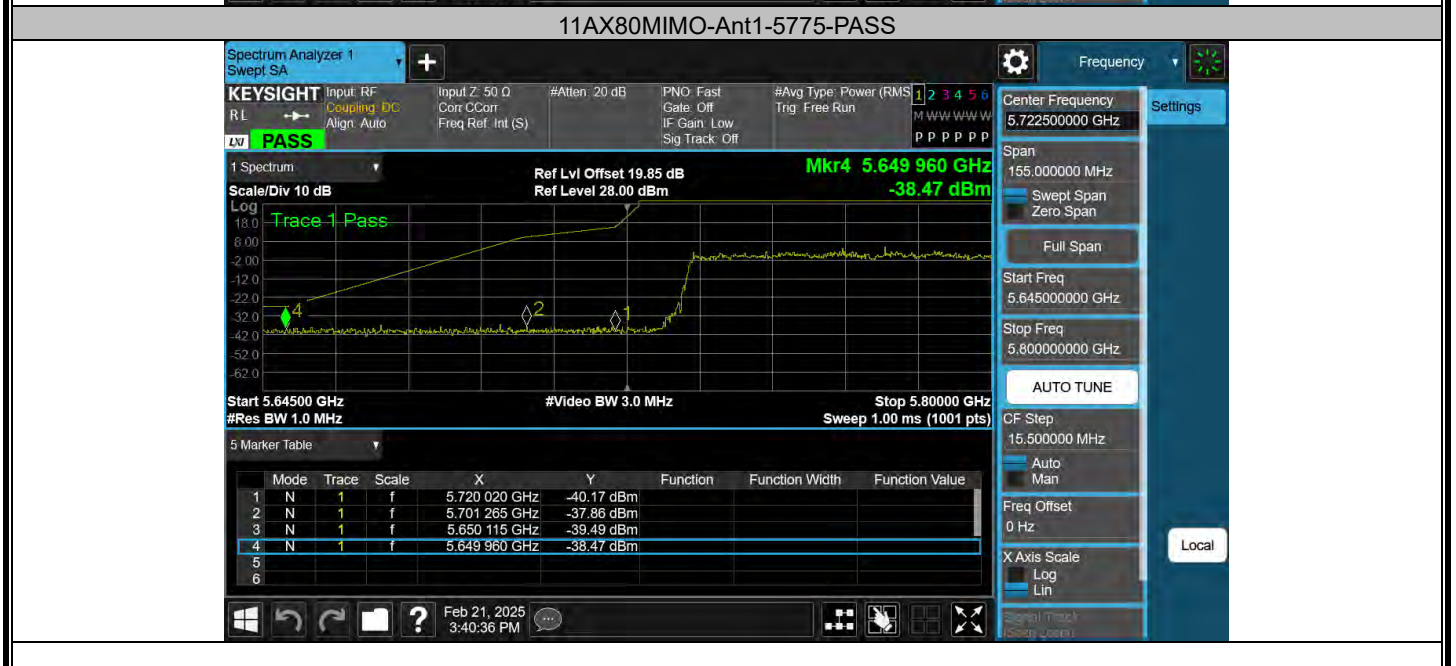 11AX80MIMO-Ant1-5775-PASS
Spectrum Analyzer 1
Swept SA
Frequency
KEYSIGHT
RL
LXI
PASS
Input: RF
Coupling: DC
Align: Auto
Input Z: 50 Ω
Corr CCorr
Freq Ref: Int (S)
#Atten: 20 dB
PNO: Fast
Gate: Off
IF Gain: Low
Sig Track: Off
#Avg Type: Power (RMS
Trig: Free Run
1 2 3 4 5 6
M W W W W W
P P P P P P
1 Spectrum
Scale/Div 10 dB
Ref Lvl Offset 19.85 dB
Ref Level 28.00 dBm
Mkr4 5.649 960 GHz
-38.47 dBm
Log
Trace 1 Pass
18.0
8.00
-2.00
-12.0
-22.0
-32.0
-42.0
-52.0
-62.0
4
2
1
Start 5.64500 GHz
#Res BW 1.0 MHz
#Video BW 3.0 MHz
Stop 5.80000 GHz
Sweep 1.00 ms (1001 pts)
5 Marker Table
Mode Trace Scale X Y Function Function Width Function Value
1 N 1 f 5.720 020 GHz -40.17 dBm
2 N 1 f 5.701 265 GHz -37.86 dBm
3 N 1 f 5.650 115 GHz -39.49 dBm
4 N 1 f 5.649 960 GHz -38.47 dBm
5
6
Feb 21, 2025
3:40:36 PM
Center Frequency
5.722500000 GHz
Settings
Span
155.000000 MHz
Swept Span
Zero Span
Full Span
Start Freq
5.645000000 GHz
Stop Freq
5.800000000 GHz
AUTO TUNE
CF Step
15.500000 MHz
Auto
Man
Freq Offset
0 Hz
X Axis Scale
Log
Lin
Local
Signal Track